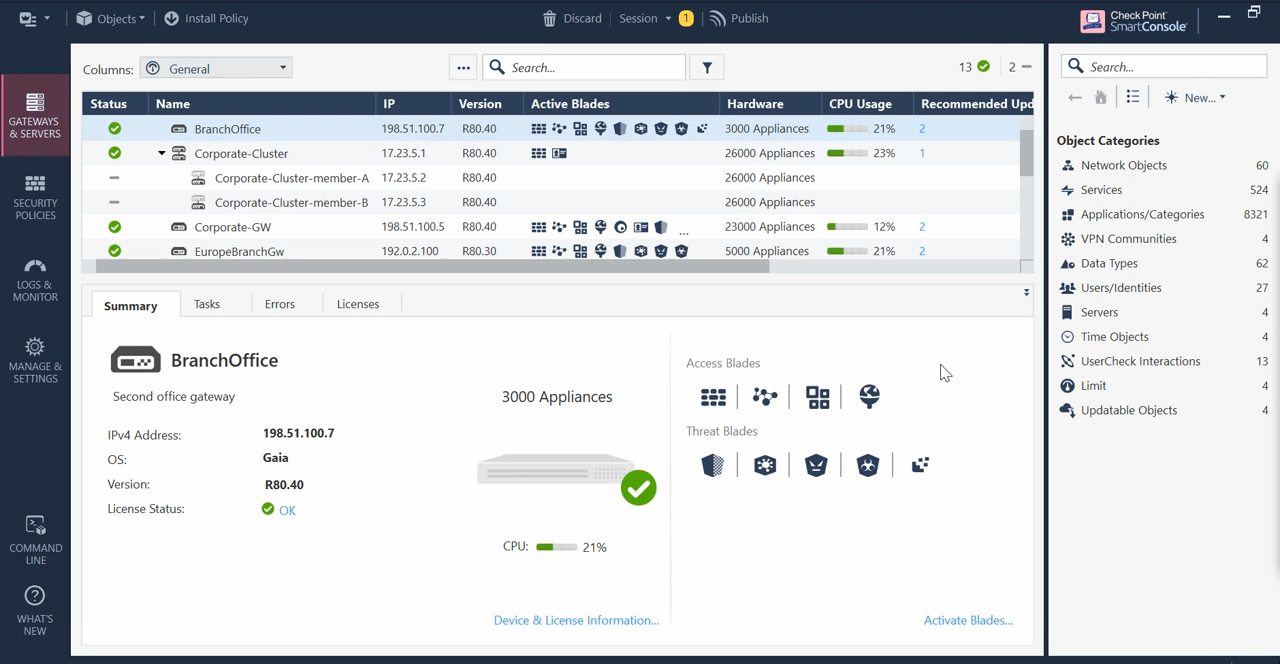 Objects
Install Policy
Discard
Session
1
Publish
Check Point
SmartConsole
GATEWAYS
& SERVERS
SECURITY
POLICIES
LOGS &
MONITOR
MANAGE &
SETTINGS
COMMAND
LINE
WHAT'S
NEW
Columns: General
...
Search...
13
2
Status Name IP Version Active Blades Hardware CPU Usage Recommended Upd
BranchOffice 198.51.100.7 R80.40 3000 Appliances 21% 2
Corporate-Cluster 17.23.5.1 R80.40 26000 Appliances 23% 1
Corporate-Cluster-member-A 17.23.5.2 R80.40 26000 Appliances
Corporate-Cluster-member-B 17.23.5.3 R80.40 26000 Appliances
Corporate-GW 198.51.100.5 R80.40 ... 23000 Appliances 12% 2
EuropeBranchGw 192.0.2.100 R80.30 5000 Appliances 21% 2
Summary Tasks Errors Licenses
BranchOffice
Second office gateway
IPv4 Address: 198.51.100.7
OS: Gaia
Version: R80.40
License Status: OK
3000 Appliances
CPU: 21%
Device & License Information...
Access Blades
Threat Blades
Activate Blades...
Search...
New...
Object Categories
Network Objects 60
Services 524
Applications/Categories 8321
VPN Communities 4
Data Types 62
Users/Identities 27
Servers 4
Time Objects 4
UserCheck Interactions 13
Limit 4
Updatable Objects 4